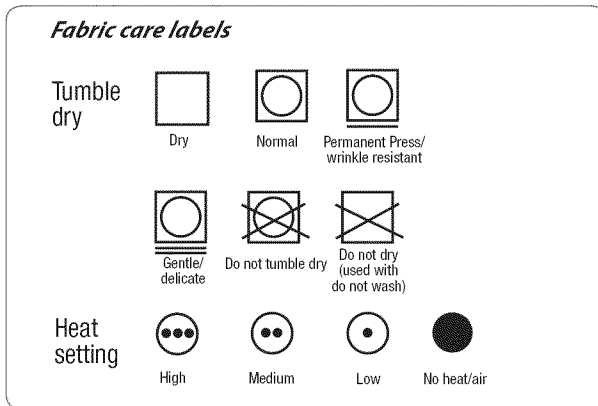 Fabric care labels
Tumble
dry
Dry
Normal
Permanent Press/
wrinkle resistant
Gentle/
delicate
Do not tumble dry
Do not dry
(used with
do not wash)
Heat
setting
High
Medium
Low
No heat/air